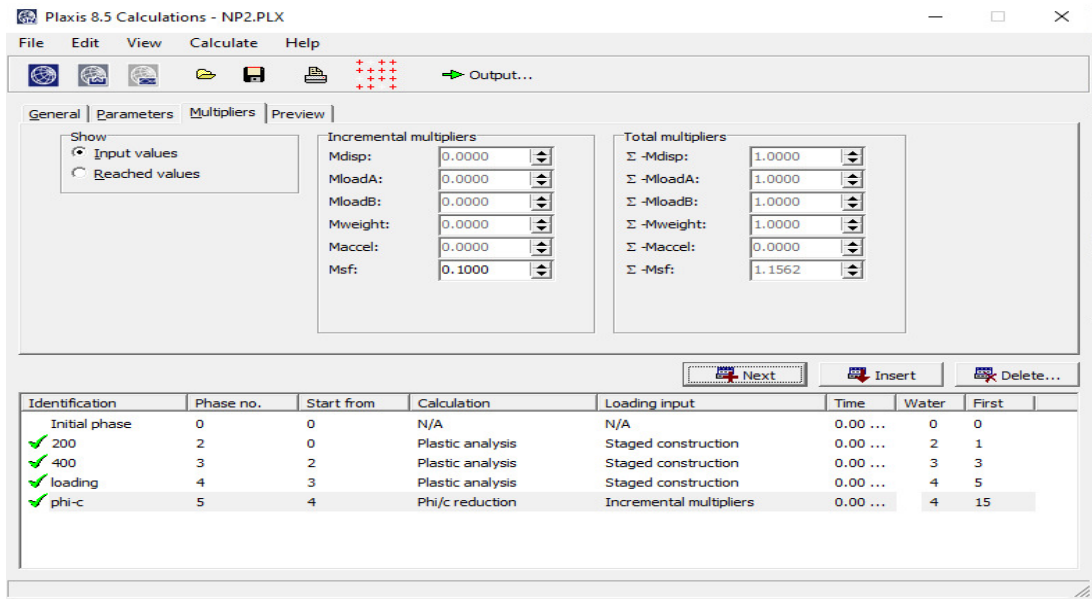 Plaxis 8.5 Calculations - NP2.PLX
File Edit View Calculate Help
Output...
General Parameters Multipliers Preview
Show
Input values
Reached values
Incremental multipliers
Mdisp: 0.0000
MloadA: 0.0000
MloadB: 0.0000
Mweight: 0.0000
Maccel: 0.0000
Msf: 0.1000
Total multipliers
Σ -Mdisp: 1.0000
Σ -MloadA: 1.0000
Σ -MloadB: 1.0000
Σ -Mweight: 1.0000
Σ -Maccel: 0.0000
Σ -Msf: 1.1562
Next Insert Delete...
Identification Phase no. Start from Calculation Loading input Time Water First
Initial phase 0 0 N/A N/A 0.00 ... 0 0
200 2 0 Plastic analysis Staged construction 0.00 ... 2 1
400 3 2 Plastic analysis Staged construction 0.00 ... 3 3
loading 4 3 Plastic analysis Staged construction 0.00 ... 4 5
phi-c 5 4 Phi/c reduction Incremental multipliers 0.00 ... 4 15